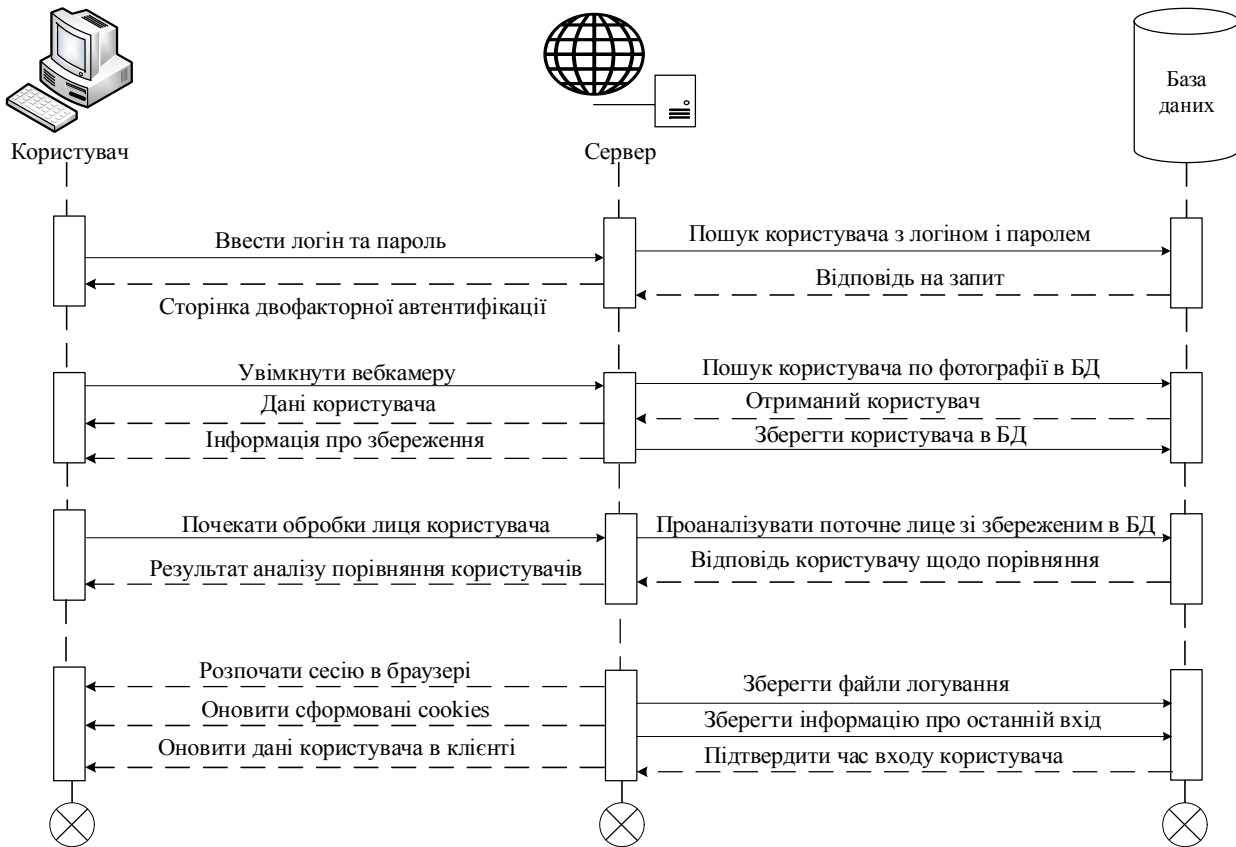 База
даних
Користувач
Сервер
Ввести логін та пароль
Пошук користувача з логіном і паролем
Відповідь на запит
Сторінка двофакторної автентифікації
Увімкнути вебкамеру
Пошук користувача по фотографії в БД
Дані користувача
Отриманий користувач
Інформація про збереження
Зберегти користувача в БД
Почекати обробки лиця користувача
Проаналізувати поточне лице зі збереженим в БД
Результат аналізу порівняння користувачів
Відповідь користувачу щодо порівняння
Розпочати сесію в браузері
Зберегти файли логування
Оновити сформовані cookies
Зберегти інформацію про останній вхід
Оновити дані користувача в клієнті
Підтвердити час входу користувача